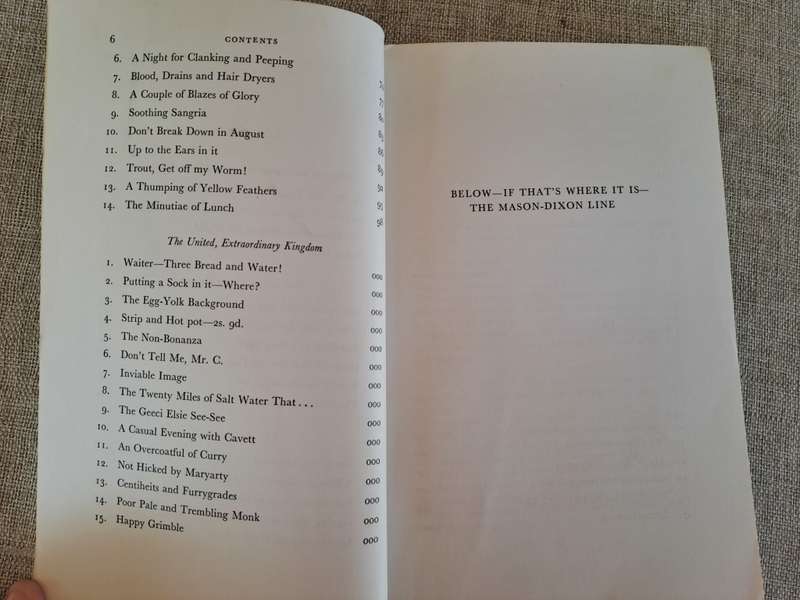 6 CONTENTS
6. A Night for Clanking and Peeping
7. Blood, Drains and Hair Dryers 77
8. A Couple of Blazes of Glory 80
9. Soothing Sangria 83
10. Don't Break Down in August 86
11. Up to the Ears in it 89
12. Trout, Get off my Worm! 92
13. A Thumping of Yellow Feathers 95
14. The Minutiae of Lunch 98
The United, Extraordinary Kingdom
1. Waiter—Three Bread and Water! 000
2. Putting a Sock in it—Where? 000
3. The Egg-Yolk Background 000
4. Strip and Hot pot—2s. 9d. 000
5. The Non-Bonanza 000
6. Don't Tell Me, Mr. C. 000
7. Inviable Image 000
8. The Twenty Miles of Salt Water That . . . 000
9. The Geeci Elsie See-See 000
10. A Casual Evening with Cavett 000
11. An Overcoatful of Curry 000
12. Not Hicked by Maryarty 000
13. Centiheits and Furrygrades 000
14. Poor Pale and Trembling Monk 000
15. Happy Grimble 000
BELOW—IF THAT'S WHERE IT IS—
THE MASON-DIXON LINE